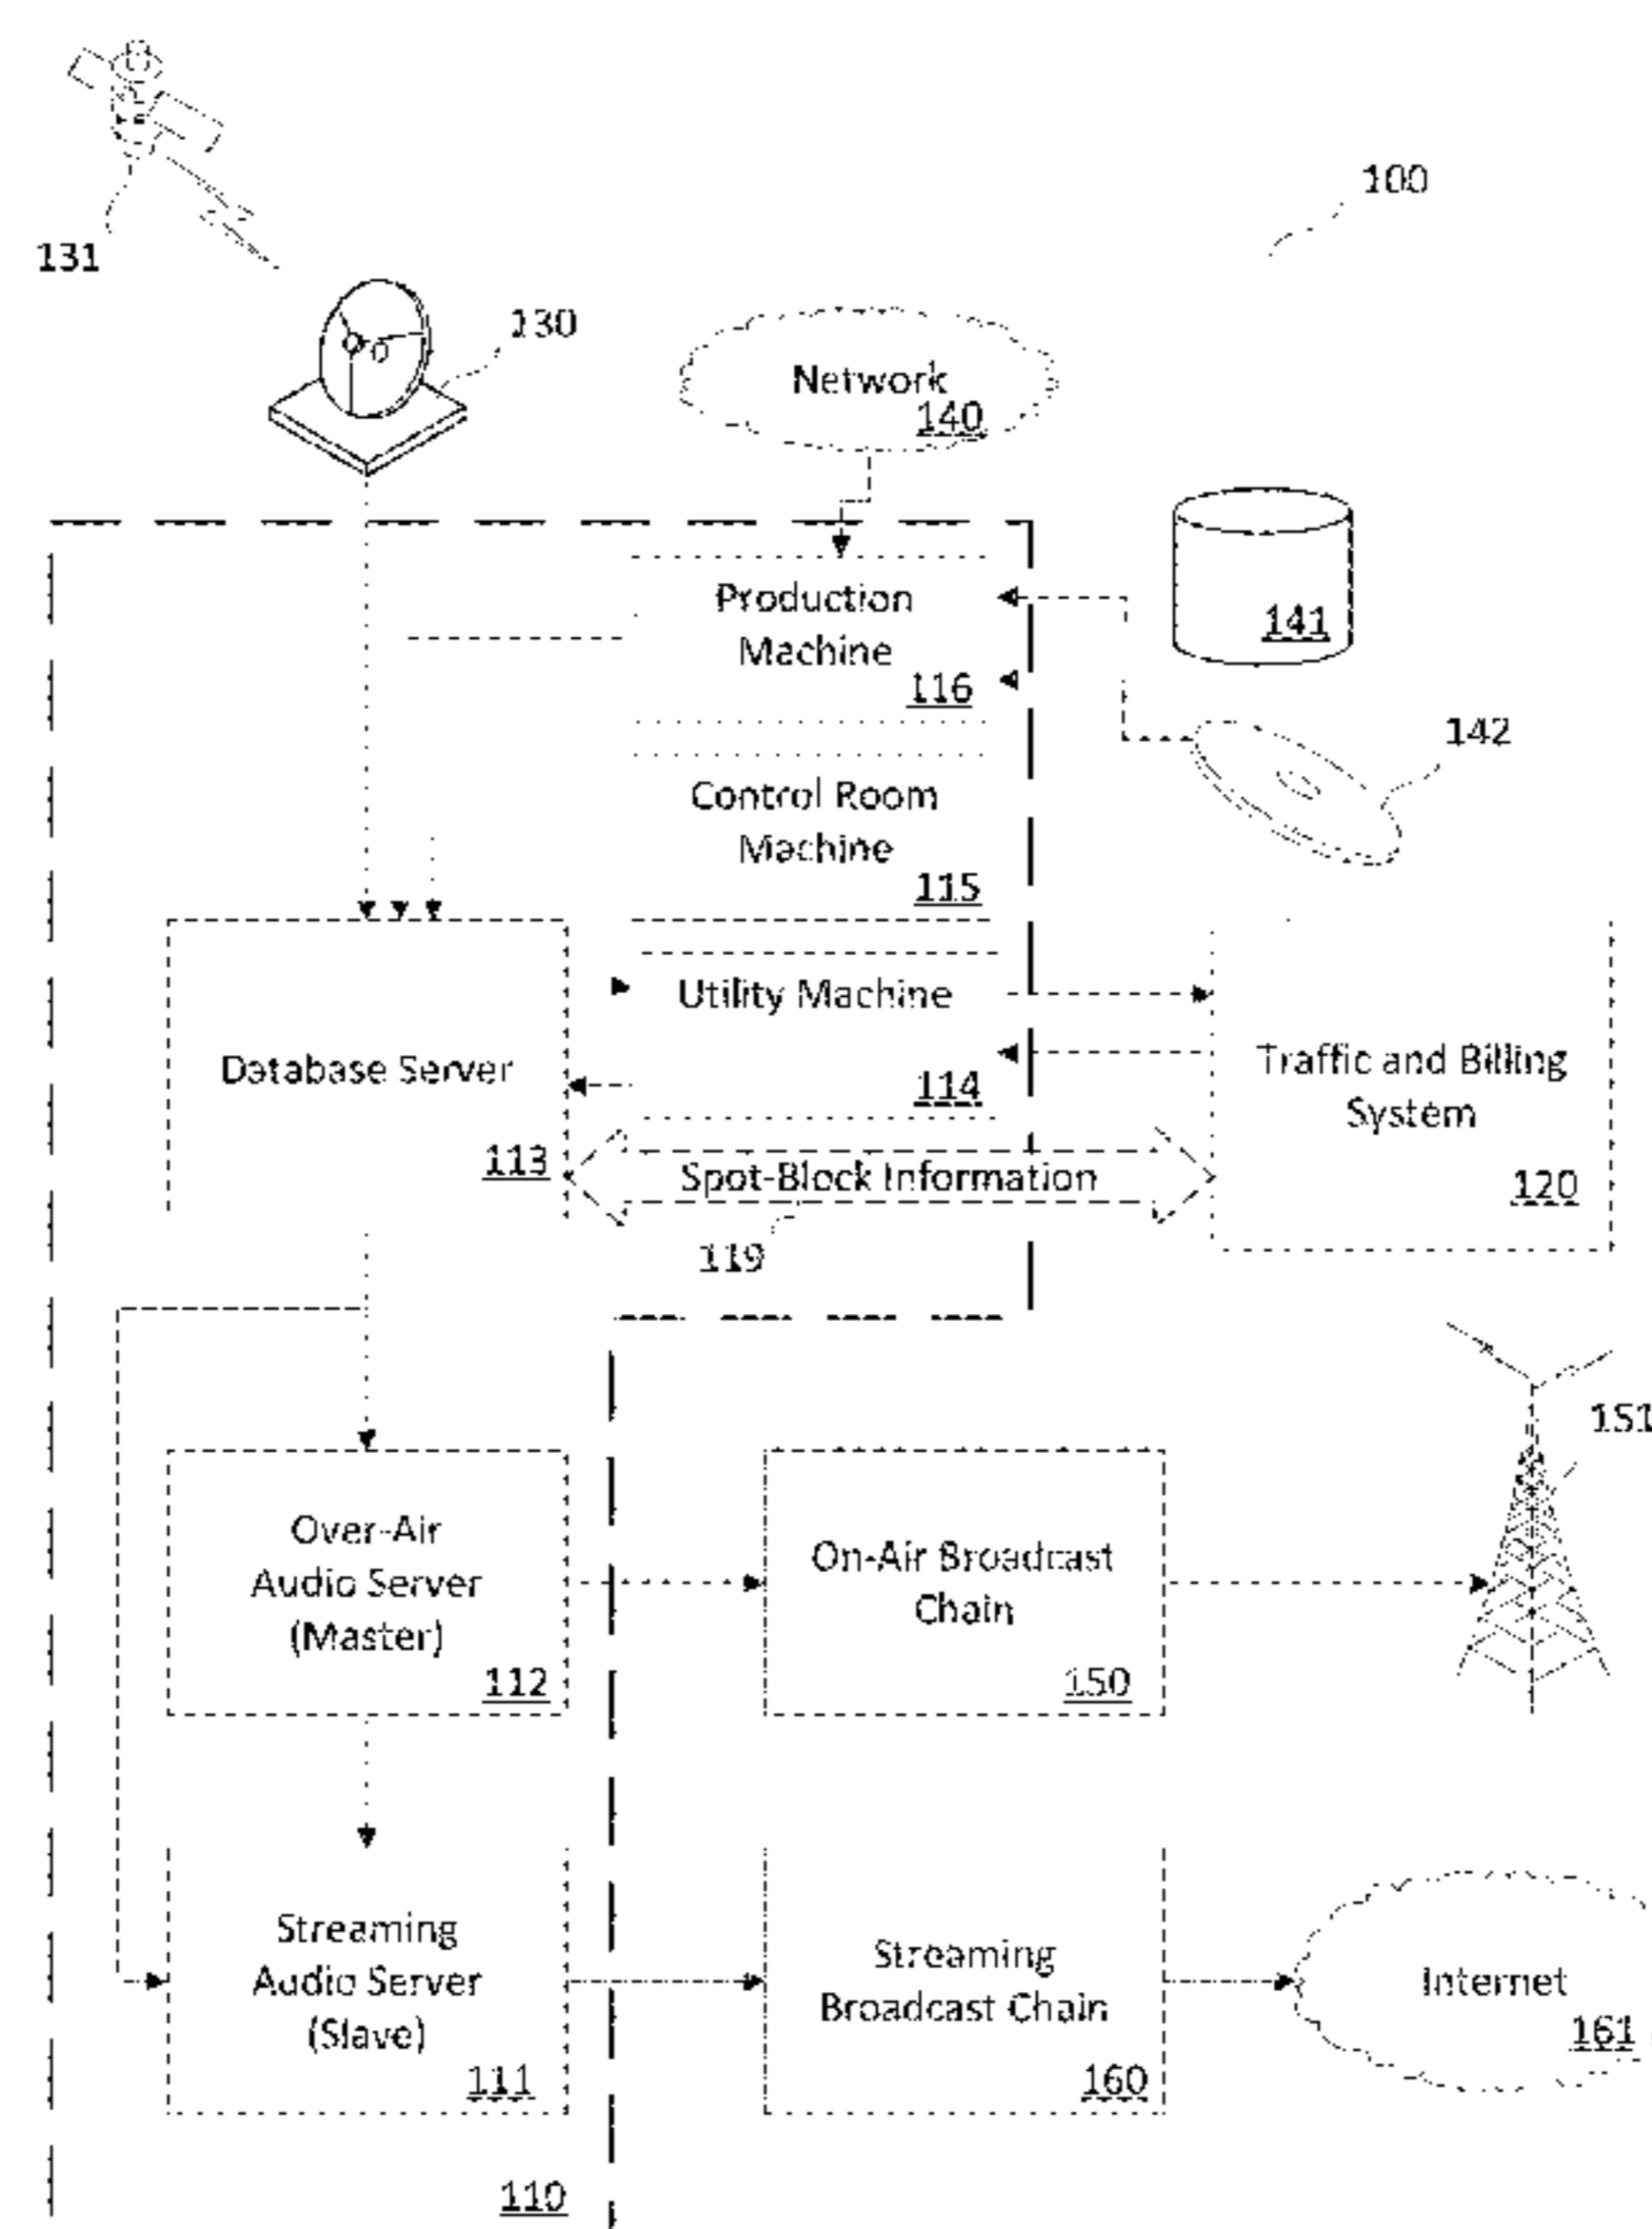 100
131
130
Network
140
141
Production
Machine
116
142
Control Room
Machine
115
Utility Machine
114
Database Server
113
Traffic and Billing
System
120
Spot-Block Information
119
151
Over-Air
Audio Server
(Master)
112
On-Air Broadcast
Chain
150
Streaming
Audio Server
(Slave)
111
Streaming
Broadcast Chain
160
Internet
161
110